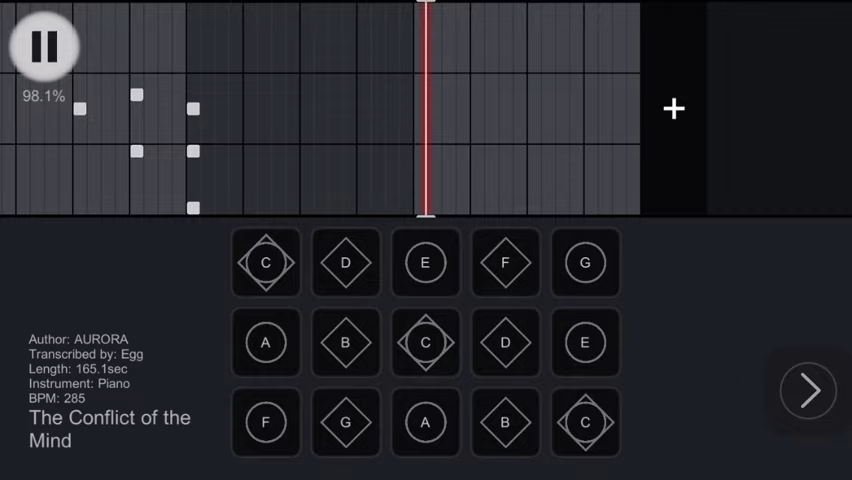 98.1%
C D E F G
A B C D E
F G A B C
Author: AURORA
Transcribed by: Egg
Length: 165.1sec
Instrument: Piano
BPM: 285
The Conflict of the
Mind